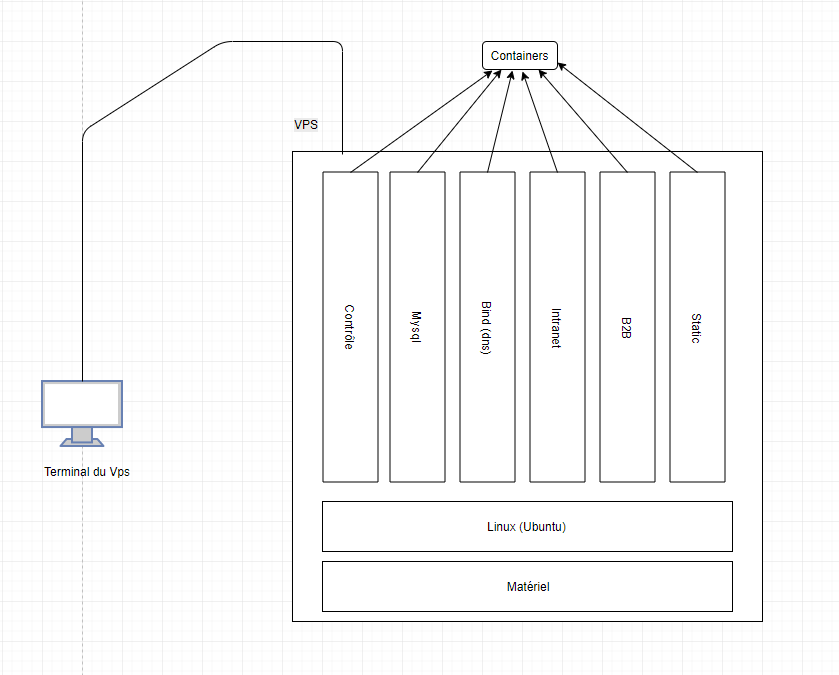 Containers
VPS
Contrôle
Mysql
Bind (dns)
Intranet
B2B
Static
Terminal du Vps
Linux (Ubuntu)
Matériel